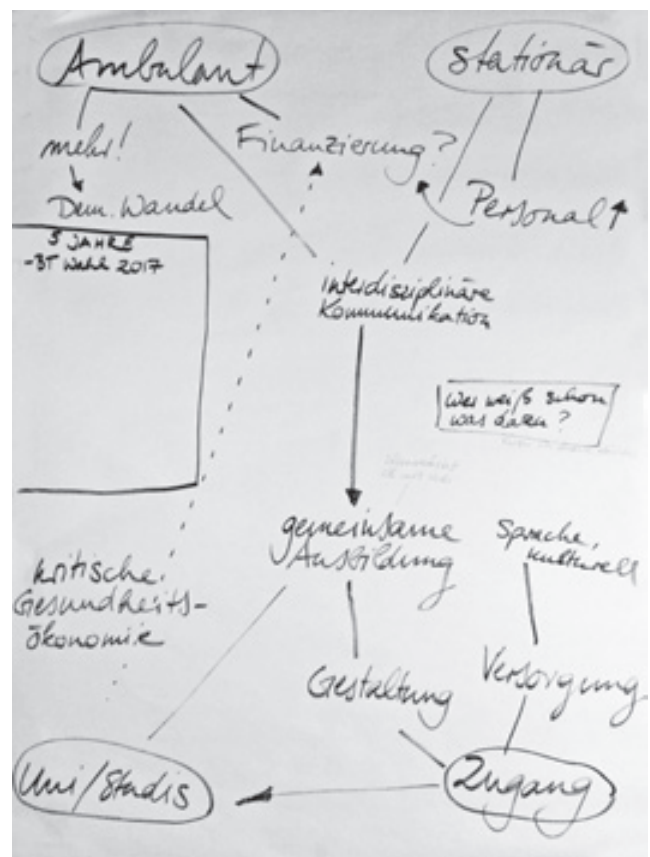 Ambulant
stationär
mehr!
Finanzierung?
Dem. Wandel
Personal ↑
5 JAHRE
-BT Wahl 2017
interdisziplinäre
Kommunikation
Wer weiß schon
was davon?
gemeinsame
Ausbildung
Sprache,
kulturell
kritische
Gesundheits-
ökonomie
Gestaltung
Versorgung
Uni/Studis
Zugang